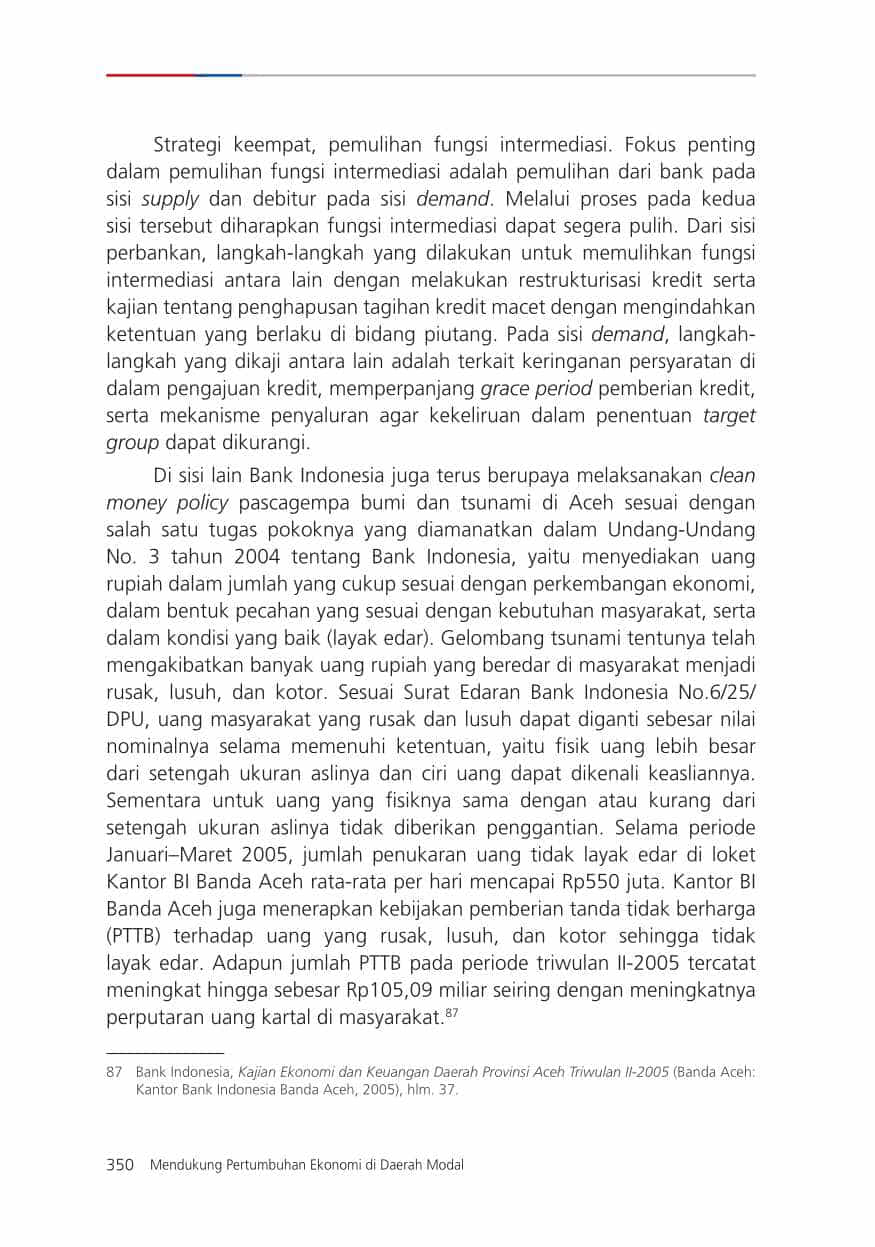 Strategi keempat, pemulihan fungsi intermediasi. Fokus penting
dalam pemulihan fungsi intermediasi adalah pemulihan dari bank pada
sisi supply dan debitur pada sisi demand. Melalui proses pada kedua
sisi tersebut diharapkan fungsi intermediasi dapat segera pulih. Dari sisi
perbankan, langkah-langkah yang dilakukan untuk memulihkan fungsi
intermediasi antara lain dengan melakukan restrukturisasi kredit serta
kajian tentang penghapusan tagihan kredit macet dengan mengindahkan
ketentuan yang berlaku di bidang piutang. Pada sisi demand, langkah-
langkah yang dikaji antara lain adalah terkait keringanan persyaratan di
dalam pengajuan kredit, memperpanjang grace period pemberian kredit,
serta mekanisme penyaluran agar kekeliruan dalam penentuan target
group dapat dikurangi.
Di sisi lain Bank Indonesia juga terus berupaya melaksanakan clean
money policy pascagempa bumi dan tsunami di Aceh sesuai dengan
salah satu tugas pokoknya yang diamanatkan dalam Undang-Undang
No. 3 tahun 2004 tentang Bank Indonesia, yaitu menyediakan uang
rupiah dalam jumlah yang cukup sesuai dengan perkembangan ekonomi,
dalam bentuk pecahan yang sesuai dengan kebutuhan masyarakat, serta
dalam kondisi yang baik (layak edar). Gelombang tsunami tentunya telah
mengakibatkan banyak uang rupiah yang beredar di masyarakat menjadi
rusak, lusuh, dan kotor. Sesuai Surat Edaran Bank Indonesia No.6/25/
DPU, uang masyarakat yang rusak dan lusuh dapat diganti sebesar nilai
nominalnya selama memenuhi ketentuan, yaitu fisik uang lebih besar
dari setengah ukuran aslinya dan ciri uang dapat dikenali keasliannya.
Sementara untuk uang yang fisiknya sama dengan atau kurang dari
setengah ukuran aslinya tidak diberikan penggantian. Selama periode
Januari–Maret 2005, jumlah penukaran uang tidak layak edar di loket
Kantor BI Banda Aceh rata-rata per hari mencapai Rp550 juta. Kantor BI
Banda Aceh juga menerapkan kebijakan pemberian tanda tidak berharga
(PTTB) terhadap uang yang rusak, lusuh, dan kotor sehingga tidak
layak edar. Adapun jumlah PTTB pada periode triwulan II-2005 tercatat
meningkat hingga sebesar Rp105,09 miliar seiring dengan meningkatnya
perputaran uang kartal di masyarakat.87
87 Bank Indonesia, Kajian Ekonomi dan Keuangan Daerah Provinsi Aceh Triwulan II-2005 (Banda Aceh:
Kantor Bank Indonesia Banda Aceh, 2005), hlm. 37.
350 Mendukung Pertumbuhan Ekonomi di Daerah Modal